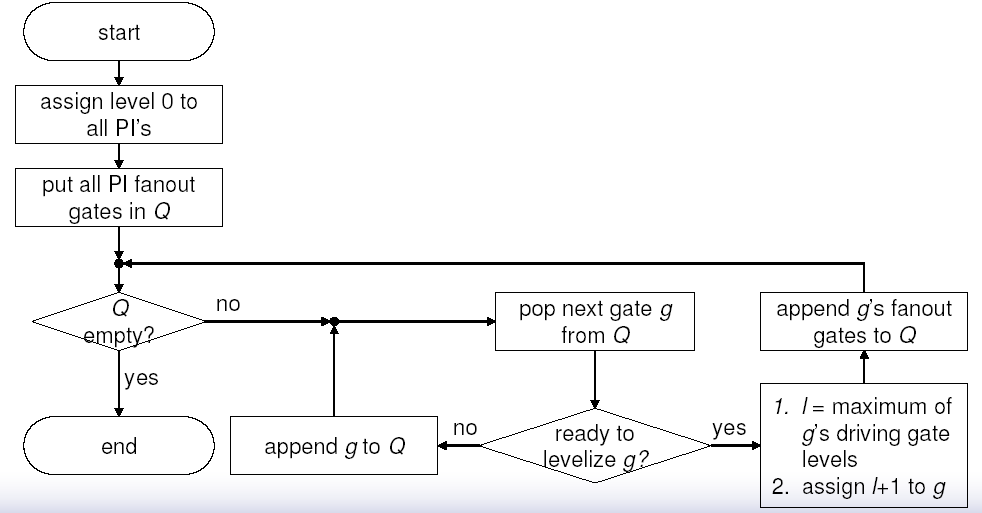 start
assign level 0 to
all PI's
put all PI fanout
gates in Q
Q
empty?
no
yes
end
pop next gate g
from Q
ready to
levelize g?
no
append g to Q
yes
1. l = maximum of
g's driving gate
levels
2. assign l+1 to g
append g's fanout
gates to Q